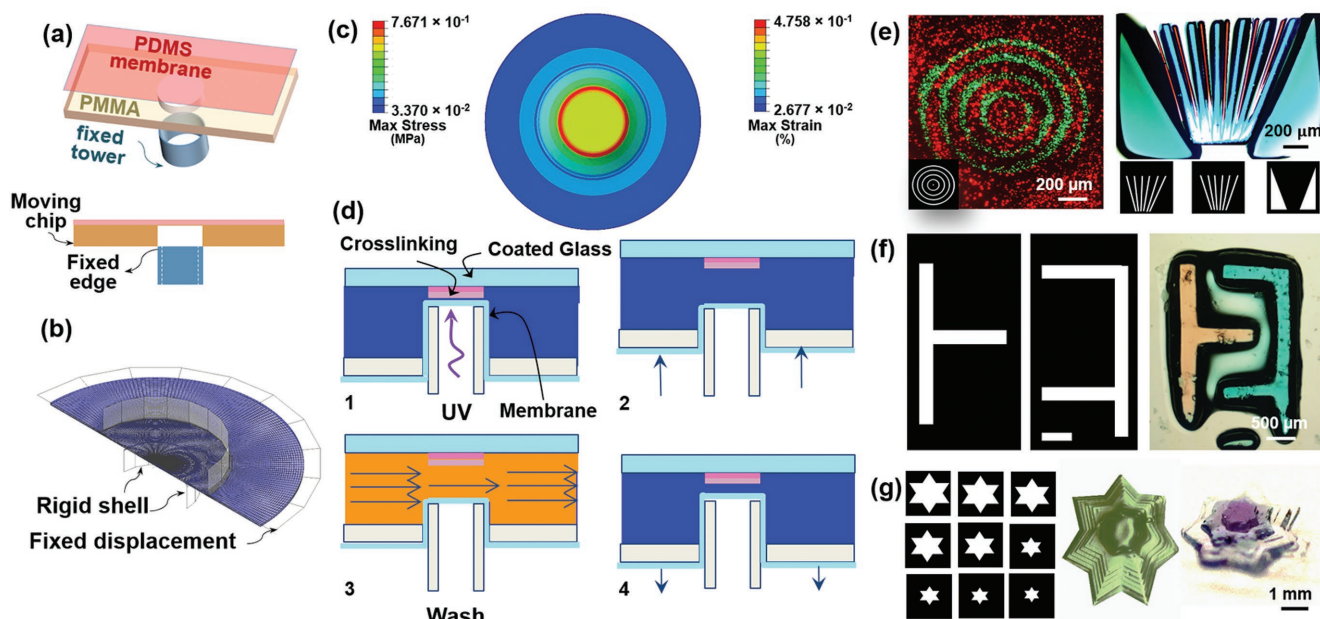 (a)
PDMS
membrane
PMMA
fixed
tower
Moving
chip
Fixed
edge
(b)
Rigid shell
Fixed displacement
(c)
7.671 × 10⁻¹
3.370 × 10⁻²
Max Stress
(MPa)
4.758 × 10⁻¹
2.677 × 10⁻²
Max Strain
(%)
(d)
Crosslinking
Coated Glass
1
UV
Membrane
2
3
Wash
4
(e)
200 µm
200 µm
(f)
500 µm
(g)
1 mm